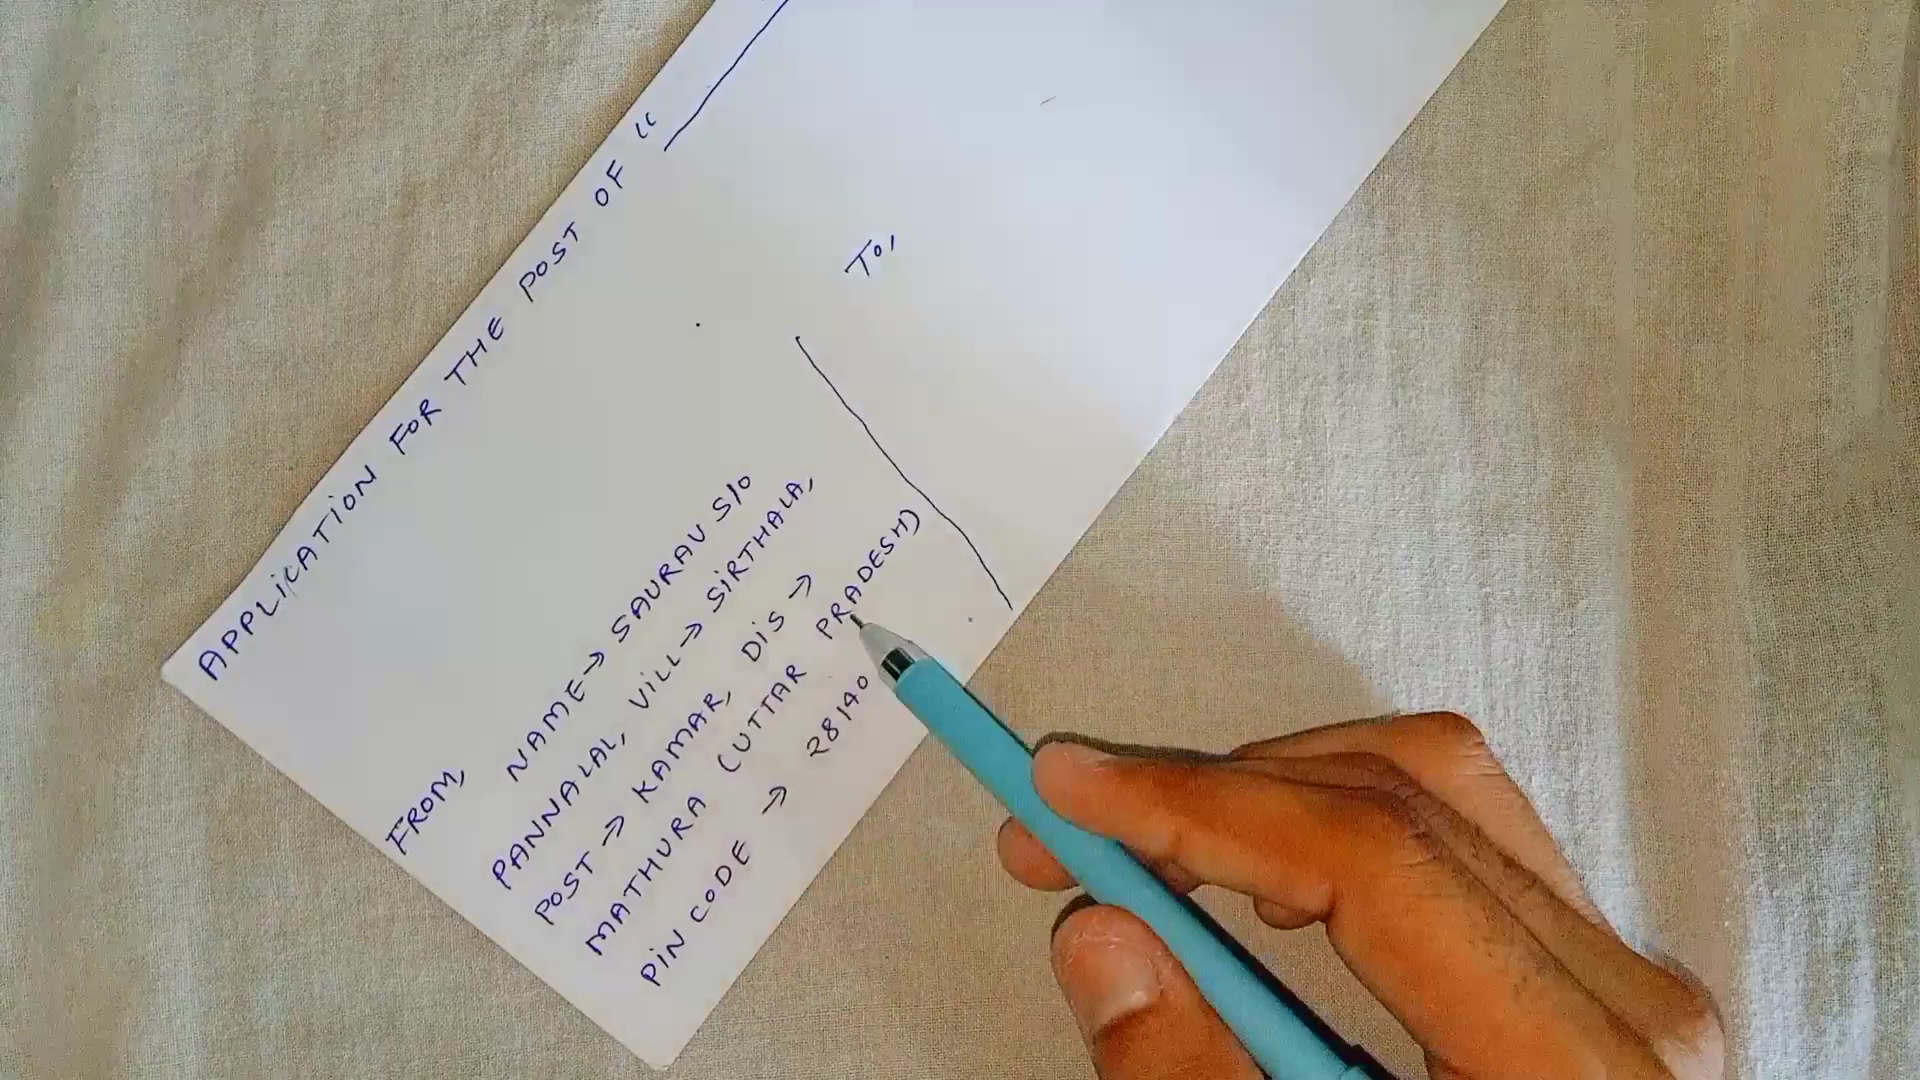 APPLICATION FOR THE POST OF “
To,
FROM,
NAME→ SAURAV S/O
PANNALAL, VILL→ SIRTHALA,
POST→ KAMAR, DIS→
MATHURA (UTTAR PRADESH)
PIN CODE → 28140